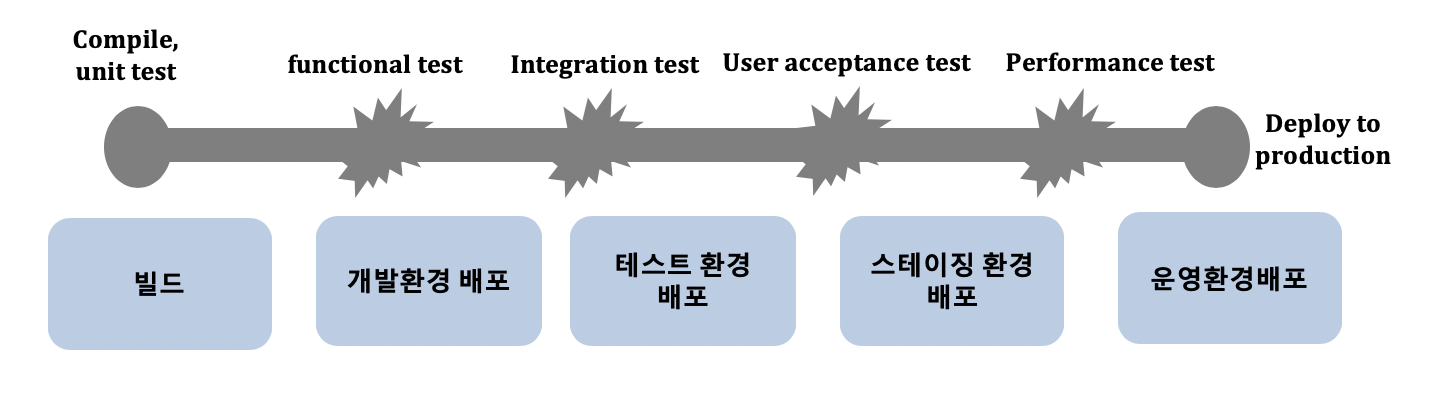 Compile,
unit test
functional test
Integration test
User acceptance test
Performance test
Deploy to
production
빌드
개발환경 배포
테스트 환경
배포
스테이징 환경
배포
운영환경배포